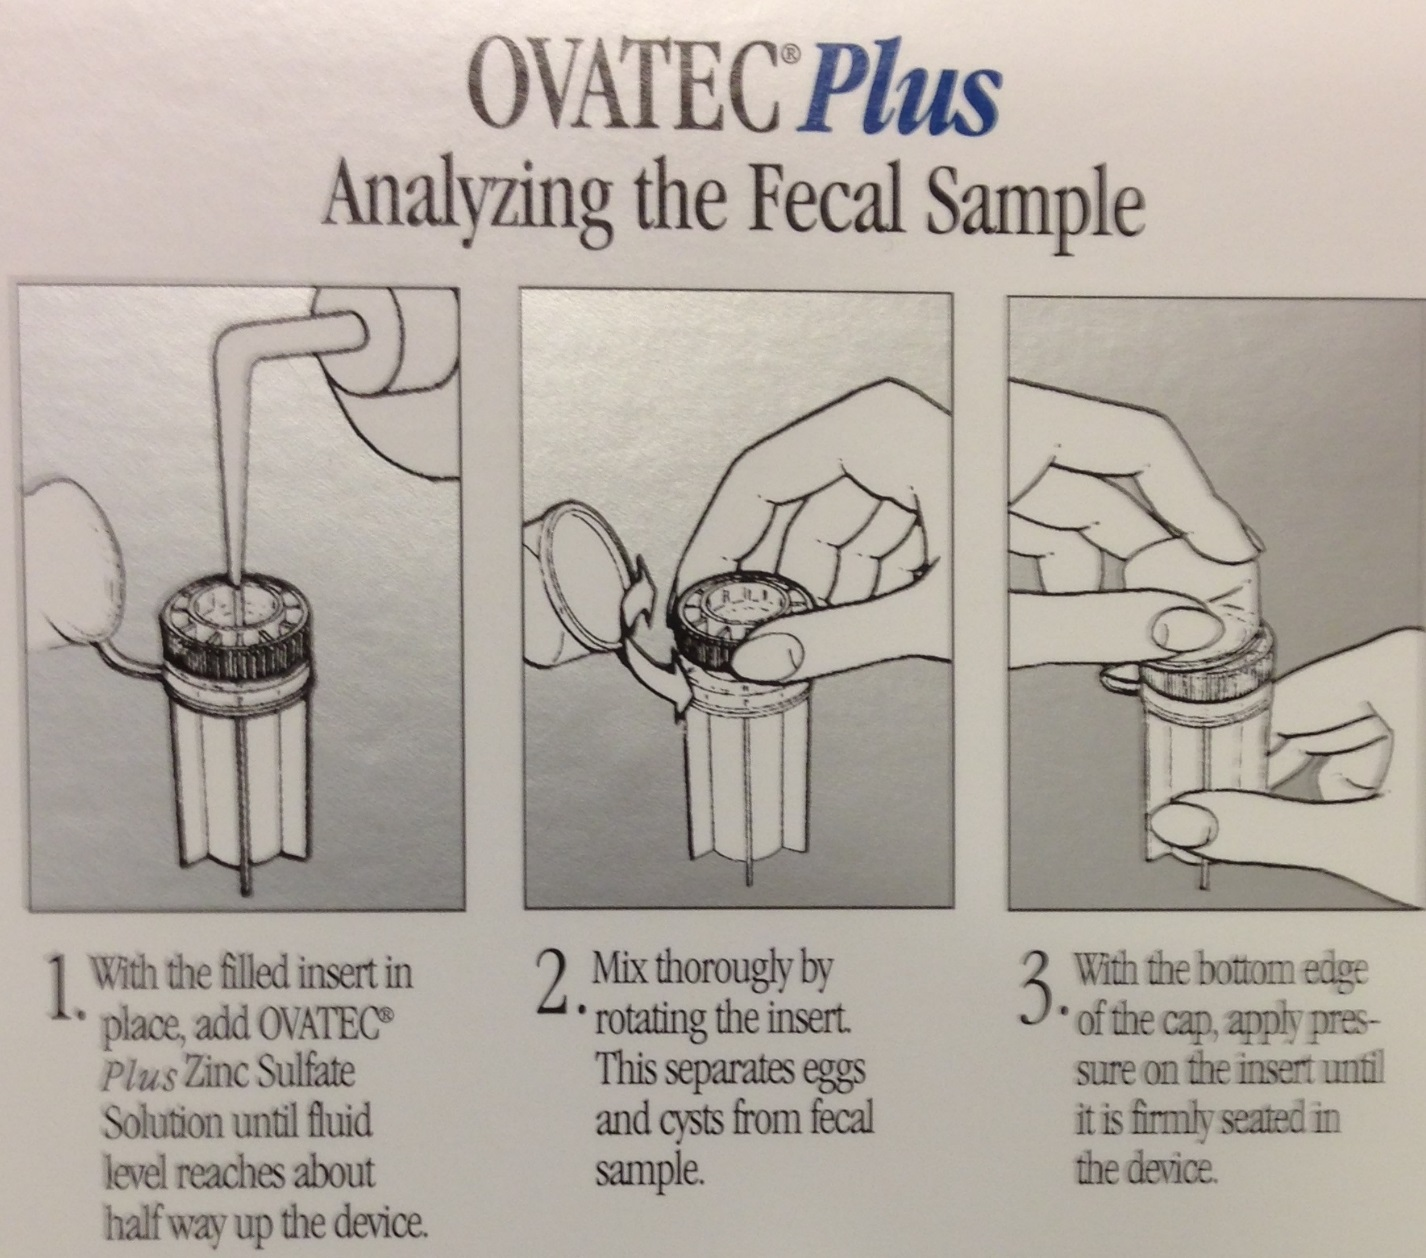 OVATEC® Plus
Analyzing the Fecal Sample
1. With the filled insert in
place, add OVATEC®
Plus Zinc Sulfate
Solution until fluid
level reaches about
half way up the device.
2. Mix thorougly by
rotating the insert.
This separates eggs
and cysts from fecal
sample.
3. With the bottom edge
of the cap, apply pres-
sure on the insert until
it is firmly seated in
the device.